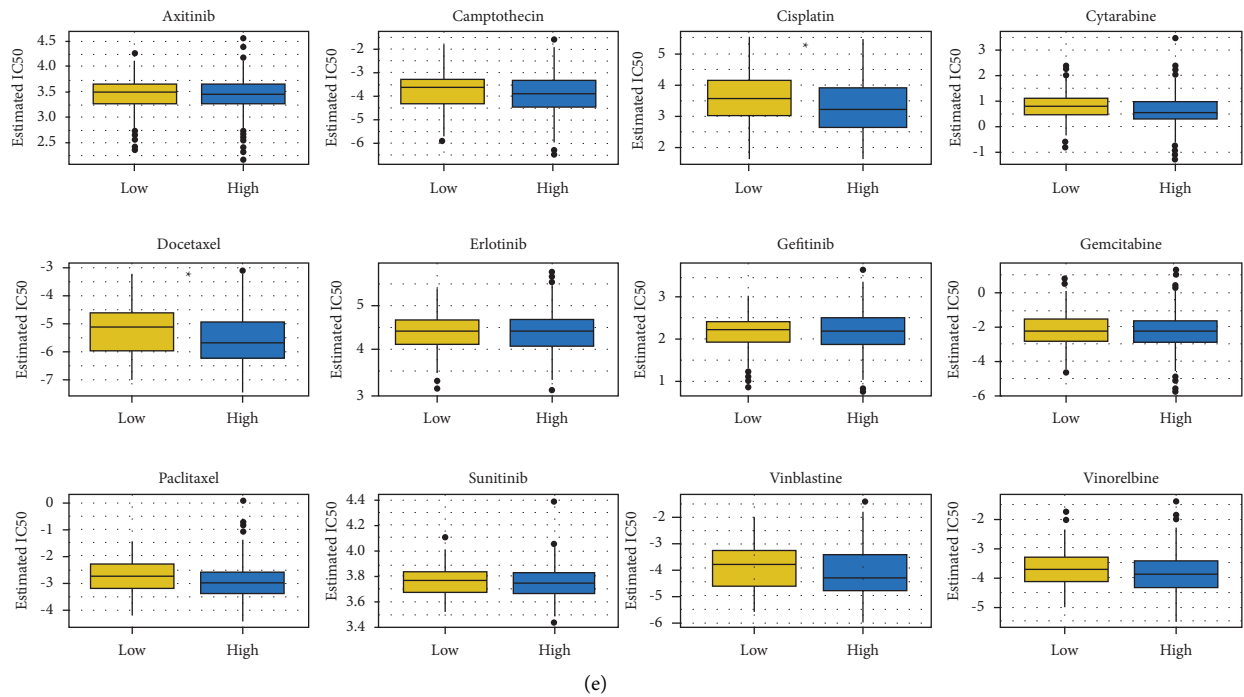 Axitinib Camptothecin Cisplatin Cytarabine
Estimated IC50 4.5 4.0 3.5 3.0 2.5 Low High
Estimated IC50 -2 -3 -4 -6 Low High
Estimated IC50 5 4 3 2 * Low High
Estimated IC50 3 2 1 0 -1 Low High
Docetaxel Erlotinib Gefitinib Gemcitabine
Estimated IC50 -3 -5 -6 -7 * Low High
Estimated IC50 5 4 3 Low High
Estimated IC50 3 2 1 Low High
Estimated IC50 0 -2 -4 -6 Low High
Paclitaxel Sunitinib Vinblastine Vinorelbine
Estimated IC50 0 -1 -2 -3 -4 Low High
Estimated IC50 4.4 4.2 4.0 3.8 3.6 3.4 Low High
Estimated IC50 -2 -3 -4 -5 -6 Low High
Estimated IC50 -2 -3 -4 -5 Low High
(e)